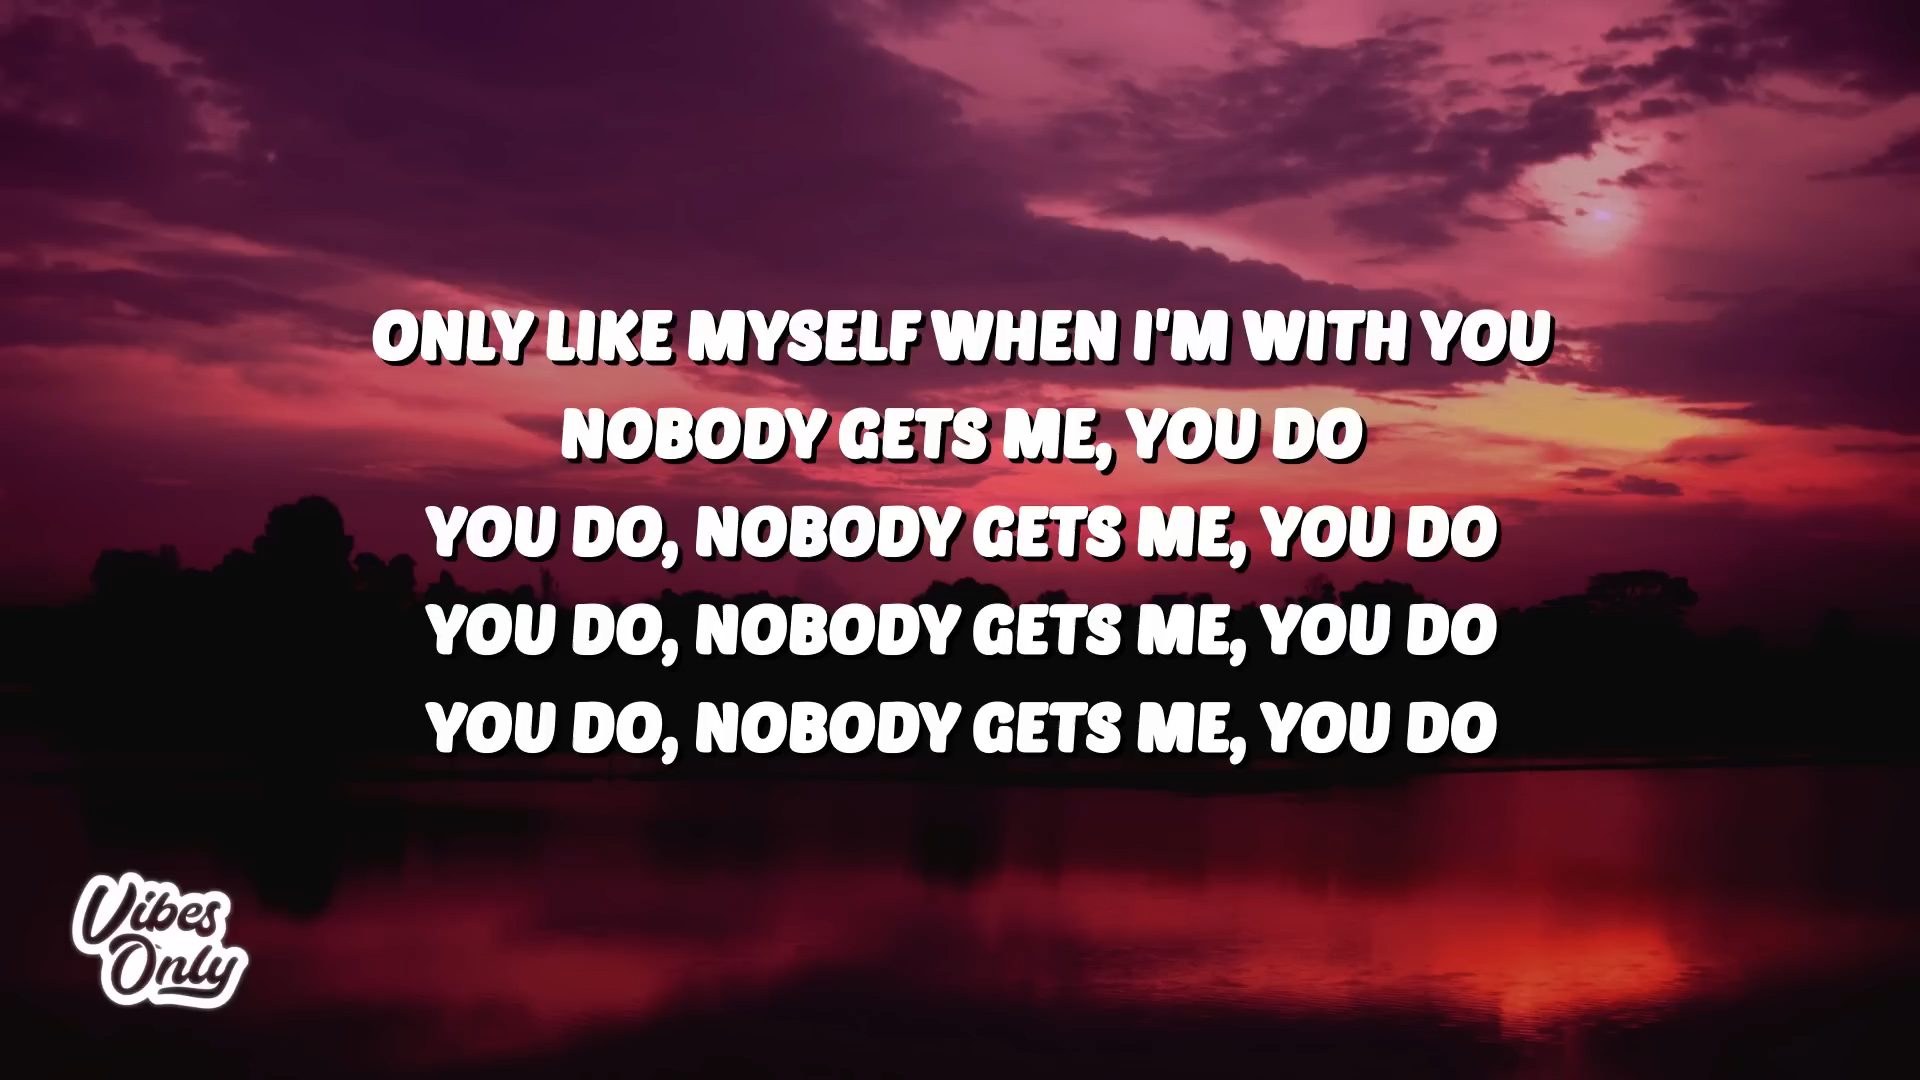 ONLY LIKE MYSELF WHEN I'M WITH YOU
NOBODY GETS ME, YOU DO
YOU DO, NOBODY GETS ME, YOU DO
YOU DO, NOBODY GETS ME, YOU DO
YOU DO, NOBODY GETS ME, YOU DO
Vibes
Only